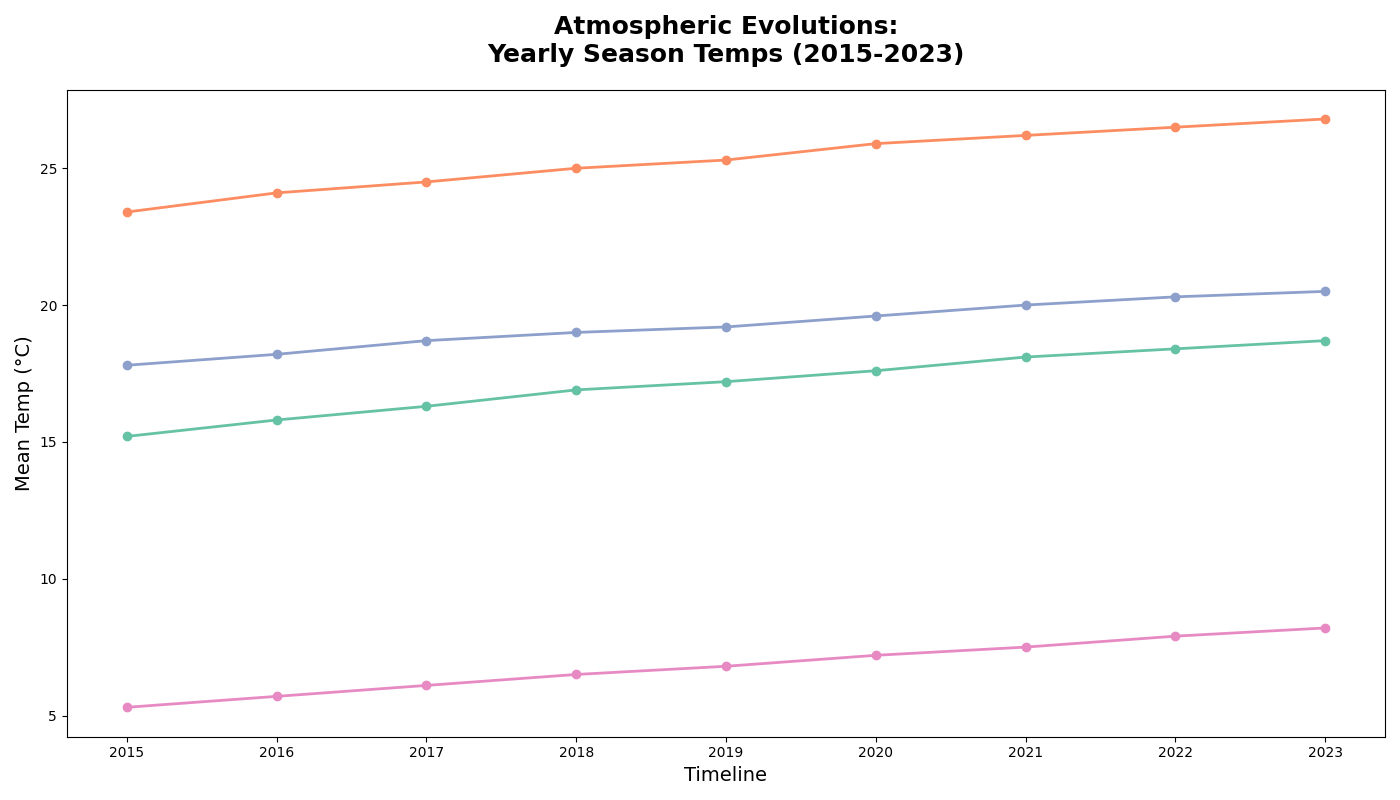 Atmospheric Evolutions:
Yearly Season Temps (2015-2023)
Mean Temp (°C)
25
20
15
10
5
2015 2016 2017 2018 2019 2020 2021 2022 2023
Timeline